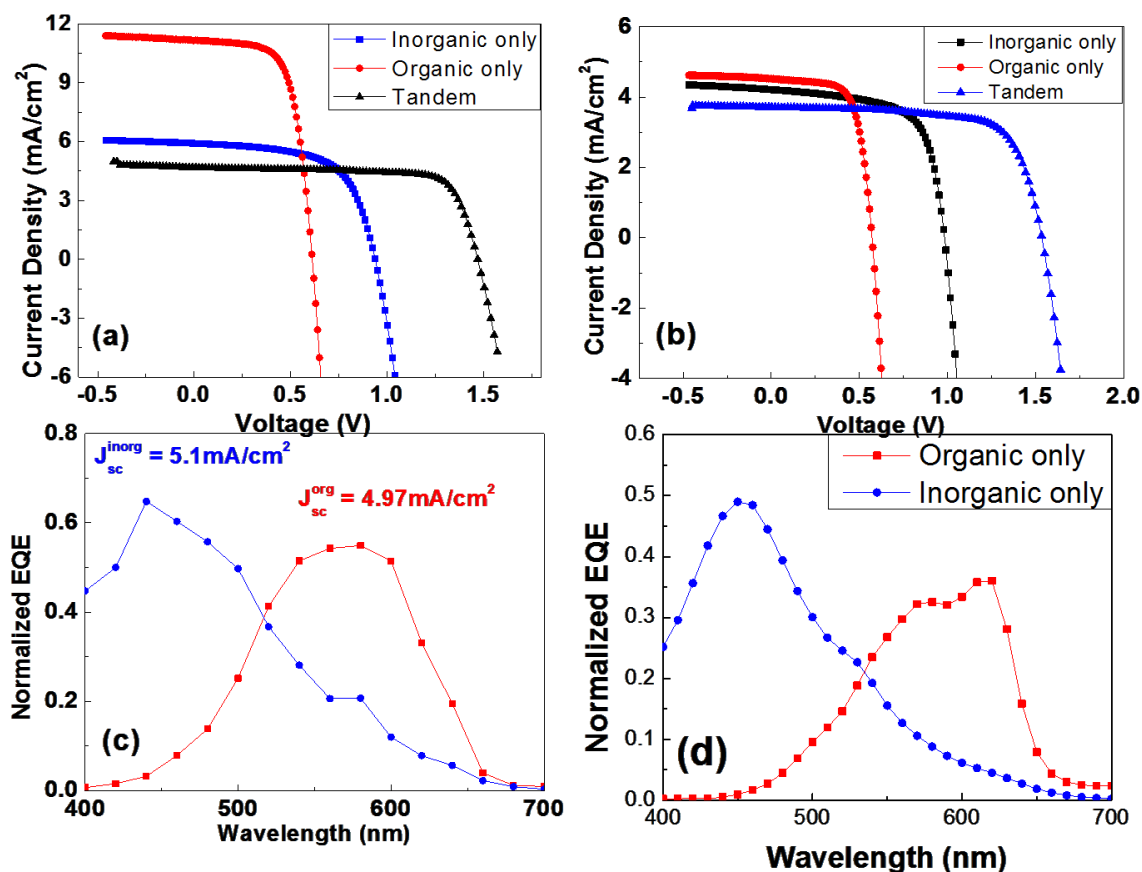 12
9
6
3
0
-3
-6
-0.5 0.0 0.5 1.0 1.5
Current Density (mA/cm²)
Voltage (V)
Inorganic only
Organic only
Tandem
(a)
6
4
2
0
-2
-4
-0.5 0.0 0.5 1.0 1.5 2.0
Current Density (mA/cm²)
Voltage (V)
Inorganic only
Organic only
Tandem
(b)
0.8
0.6
0.4
0.2
0.0
400 500 600 700
Normalized EQE
Wavelength (nm)
J_sc^inorg = 5.1mA/cm²
J_sc^org = 4.97mA/cm²
(c)
0.6
0.5
0.4
0.3
0.2
0.1
0.0
400 500 600 700
Normalized EQE
Wavelength (nm)
Organic only
Inorganic only
(d)